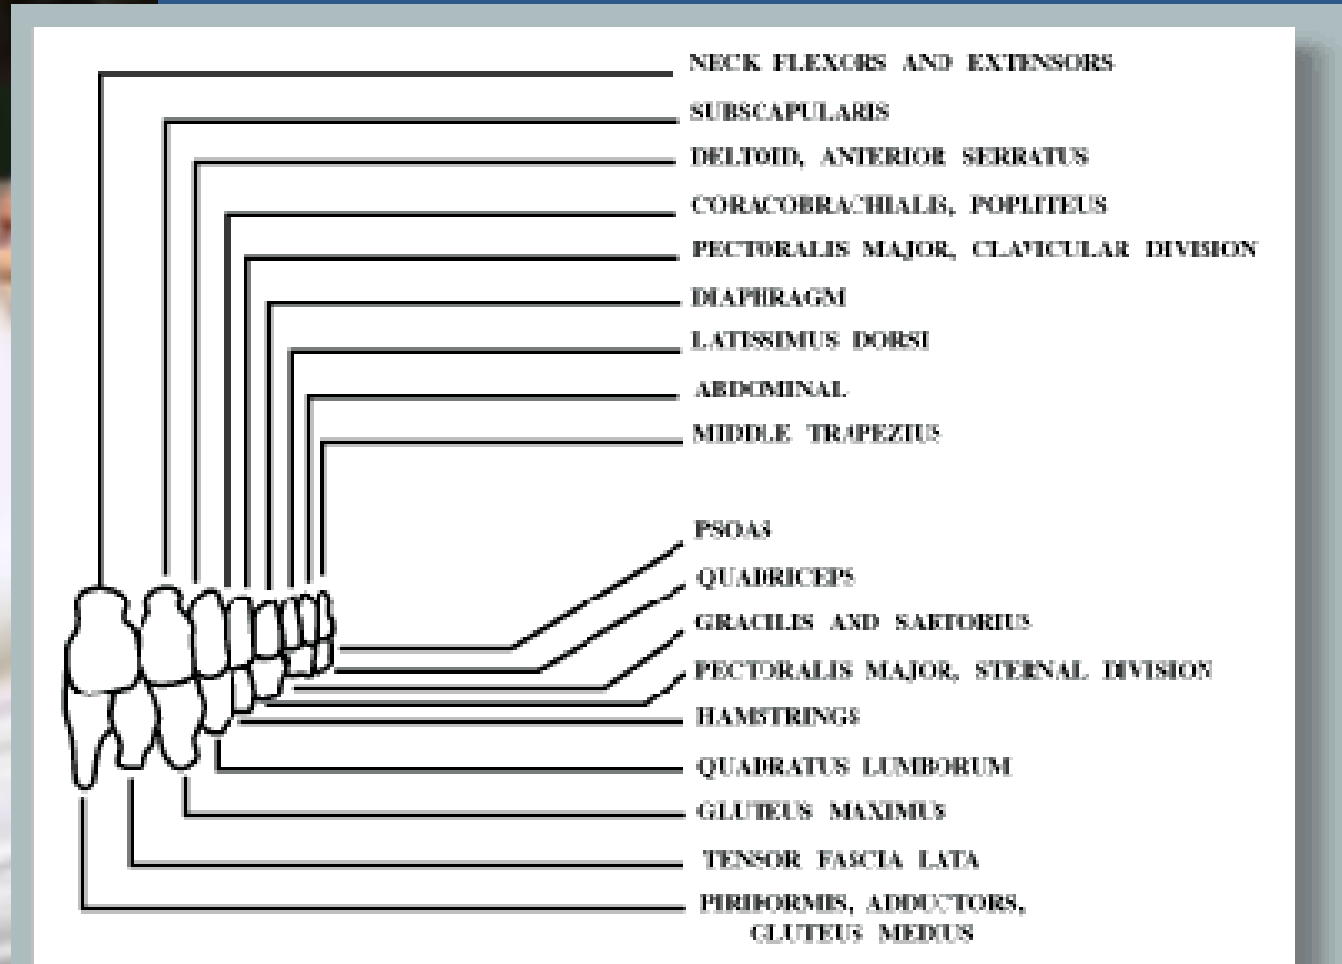 NECK FLEXORS AND EXTENSORS
SUBSCAPULARIS
DELTOID, ANTERIOR SERRATUS
CORACOBRACHIALIS, POPLITEUS
PECTORALIS MAJOR, CLAVICULAR DIVISION
DIAPHRAGM
LATISSIMUS DORSI
ABDOMINAL
MIDDLE TRAPEZIUS
PSOAS
QUADRICEPS
GRACILIS AND SARTORIUS
PECTORALIS MAJOR, STERNAL DIVISION
HAMSTRINGS
QUADRATUS LUMBORUM
GLUTEUS MAXIMUS
TENSOR FASCIA LATA
PIRIFORMIS, ADDUCTORS,
GLUTEUS MEDIUS